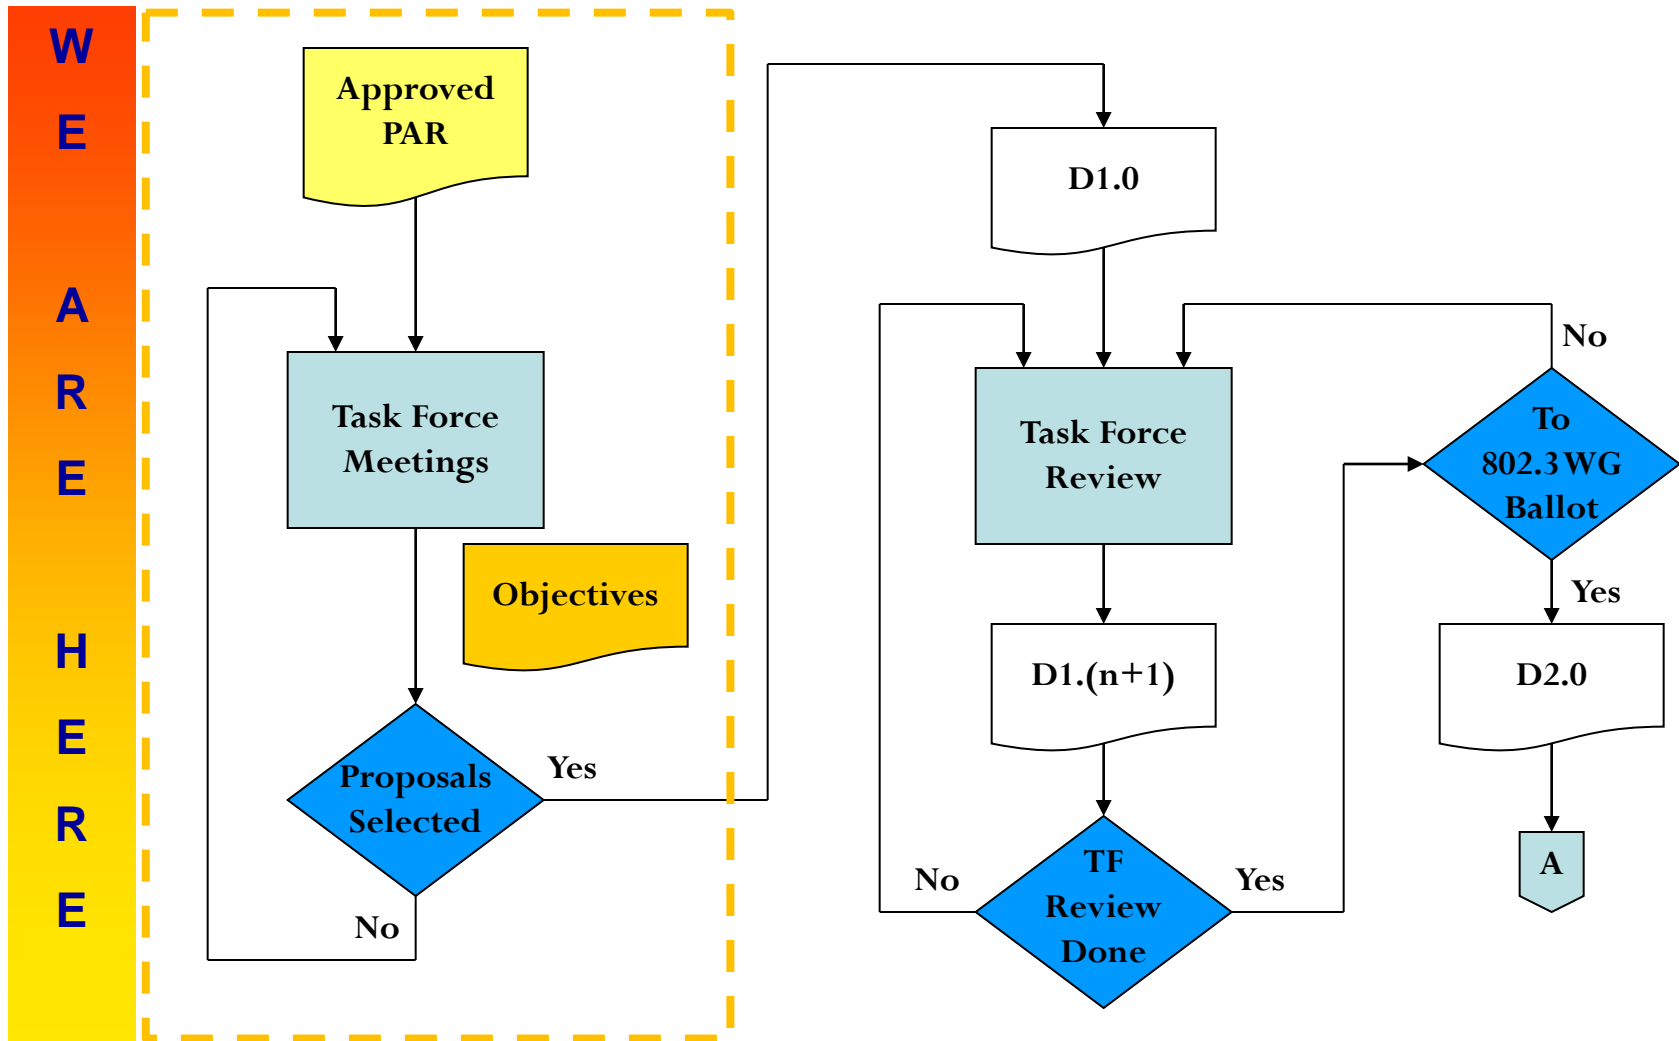 W
E
A
R
E
H
E
R
E
Approved
PAR
Task Force
Meetings
Objectives
Proposals
Selected
Yes
No
D1.0
Task Force
Review
D1.(n+1)
TF
Review
Done
No
Yes
To
802.3 WG
Ballot
No
Yes
D2.0
A